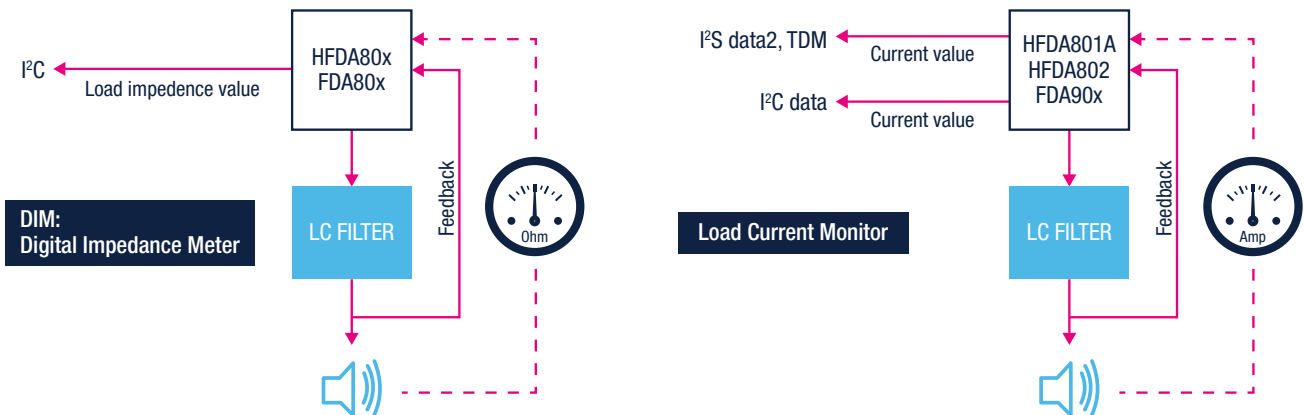 HFDA80x
FDA80x
I²C
Load impedence value
Feedback
Ohm
DIM:
Digital Impedance Meter
LC FILTER
I²S data2, TDM
Current value
HFDA801A
HFDA802
FDA90x
I²C data
Current value
Feedback
Amp
Load Current Monitor
LC FILTER